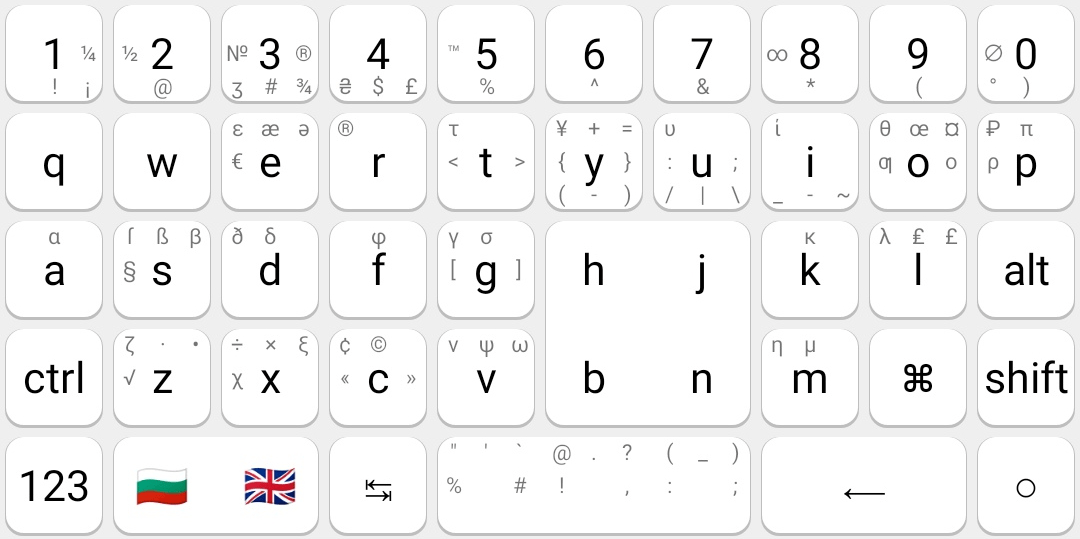 1 ¼ ½ 2 № 3 ® 4 ™ 5 6 7 ∞ 8 9 ∅ 0
! ¡ @ ʒ # ¾ ₴ $ £ % ^ & * ( ° )
ε æ ə ® τ ¥ + = υ ί θ œ ¤ ₽ π
q w € e r < t > { y } : u ; i ƣ o ο ρ p
( - ) / | \ _ - ~
α ſ ß β ð δ φ γ σ κ λ ₤ £
a § s d f [ g ] h j k l alt
ζ · • ÷ × ξ ¢ © ν ψ ω η μ
ctrl √ z χ x « c » v b n m ⌘ shift
" ' ` @ . ? ( _ )
123 ↹ % # ! , : ; ← ○